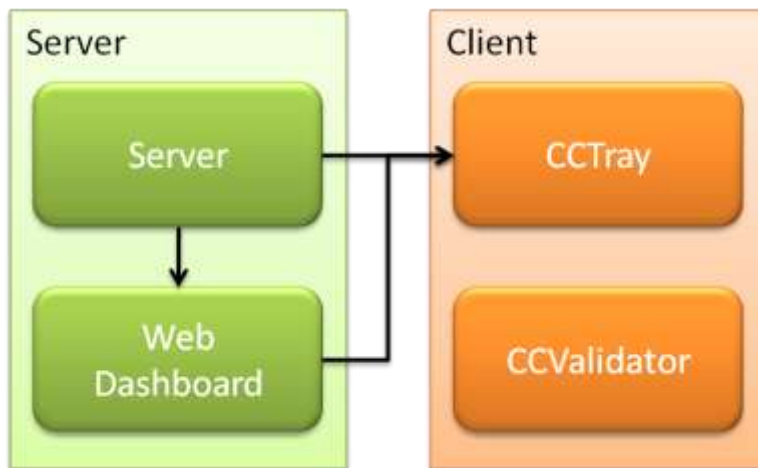 Server
Client
Server
CCTray
Web
Dashboard
CCValidator